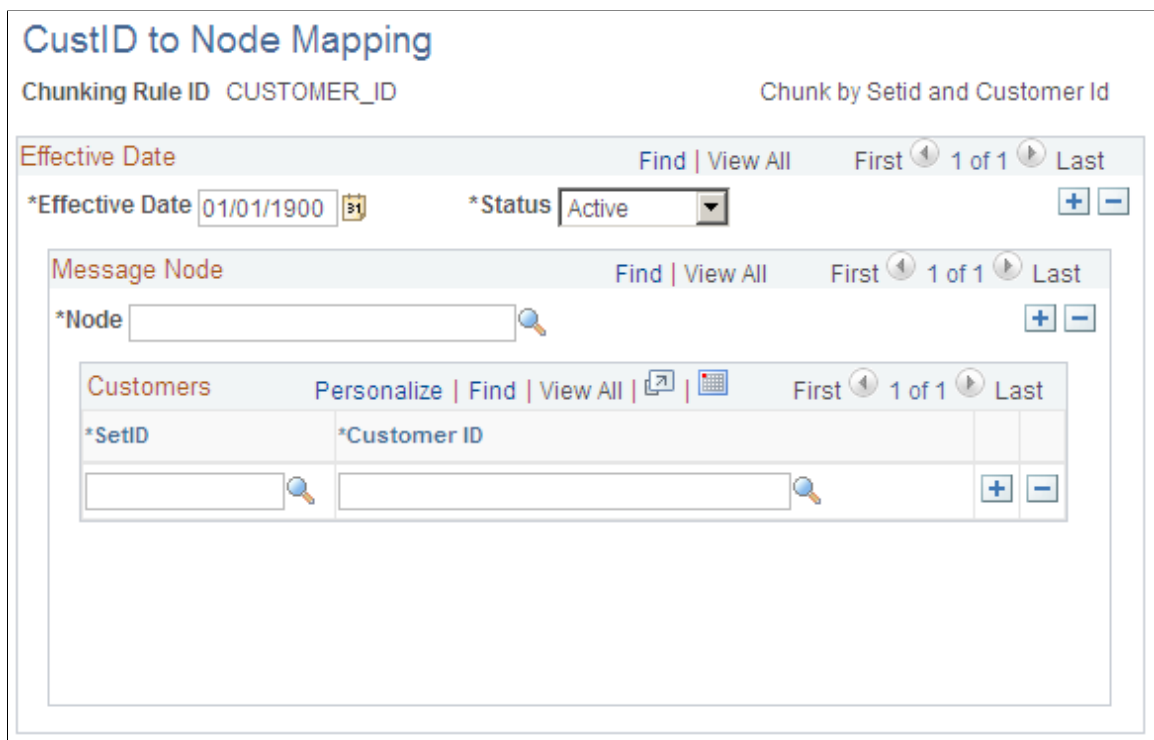 CustID to Node Mapping
Chunking Rule ID CUSTOMER_ID Chunk by Setid and Customer Id
Effective Date Find | View All First 1 of 1 Last
*Effective Date 01/01/1900 31 *Status Active
Message Node Find | View All First 1 of 1 Last
*Node
Customers Personalize | Find | View All | | First 1 of 1 Last
*SetID *Customer ID